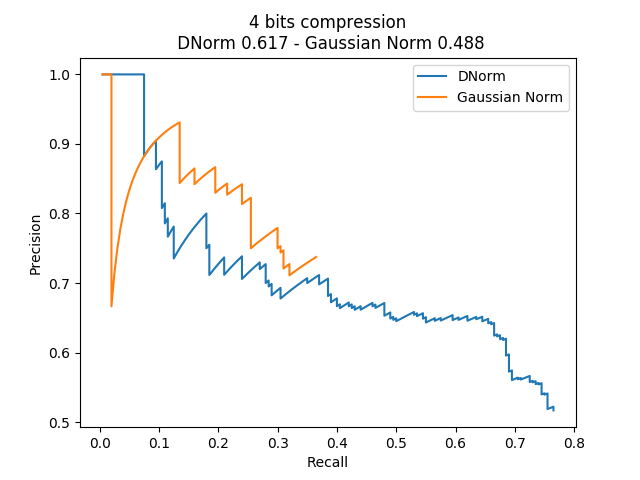 4 bits compression
DNorm 0.617 - Gaussian Norm 0.488
DNorm
Gaussian Norm
1.0
0.9
0.8
0.7
0.6
0.5
Precision
0.0 0.1 0.2 0.3 0.4 0.5 0.6 0.7 0.8
Recall